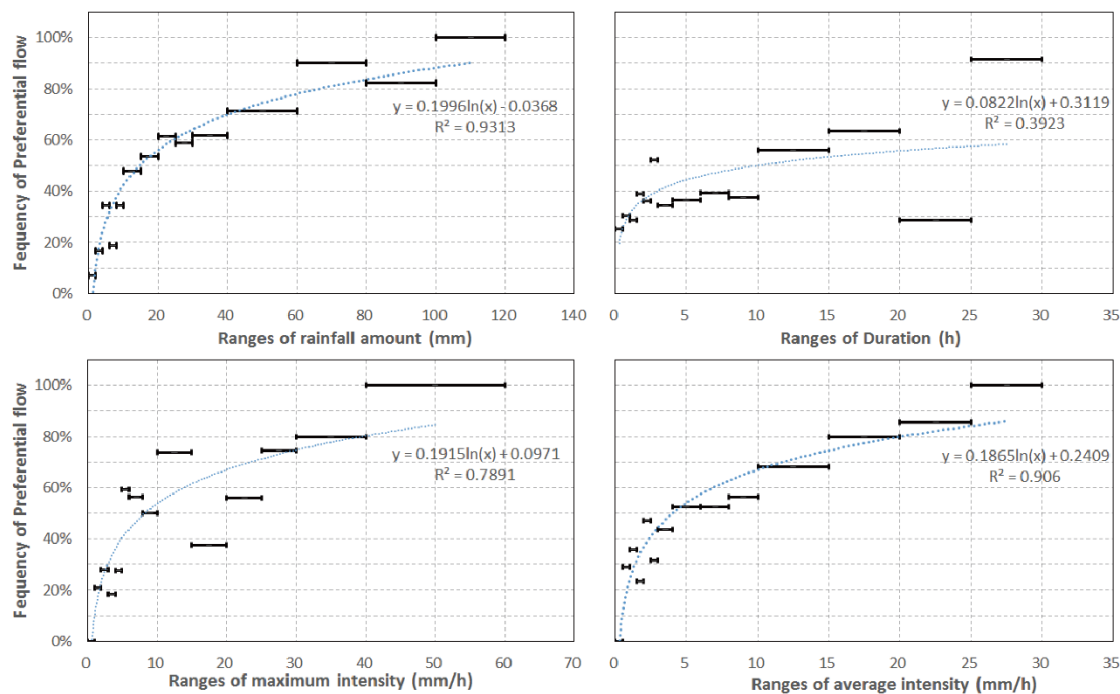 Fequency of Preferential flow
100%
80%
60%
40%
20%
0%
y = 0.1996ln(x) - 0.0368
R² = 0.9313
0 20 40 60 80 100 120 140
Ranges of rainfall amount (mm)
y = 0.0822ln(x) + 0.3119
R² = 0.3923
0 5 10 15 20 25 30 35
Ranges of Duration (h)
Fequency of Preferential flow
100%
80%
60%
40%
20%
0%
y = 0.1915ln(x) + 0.0971
R² = 0.7891
0 10 20 30 40 50 60 70
Ranges of maximum intensity (mm/h)
y = 0.1865ln(x) + 0.2409
R² = 0.906
0 5 10 15 20 25 30 35
Ranges of average intensity (mm/h)